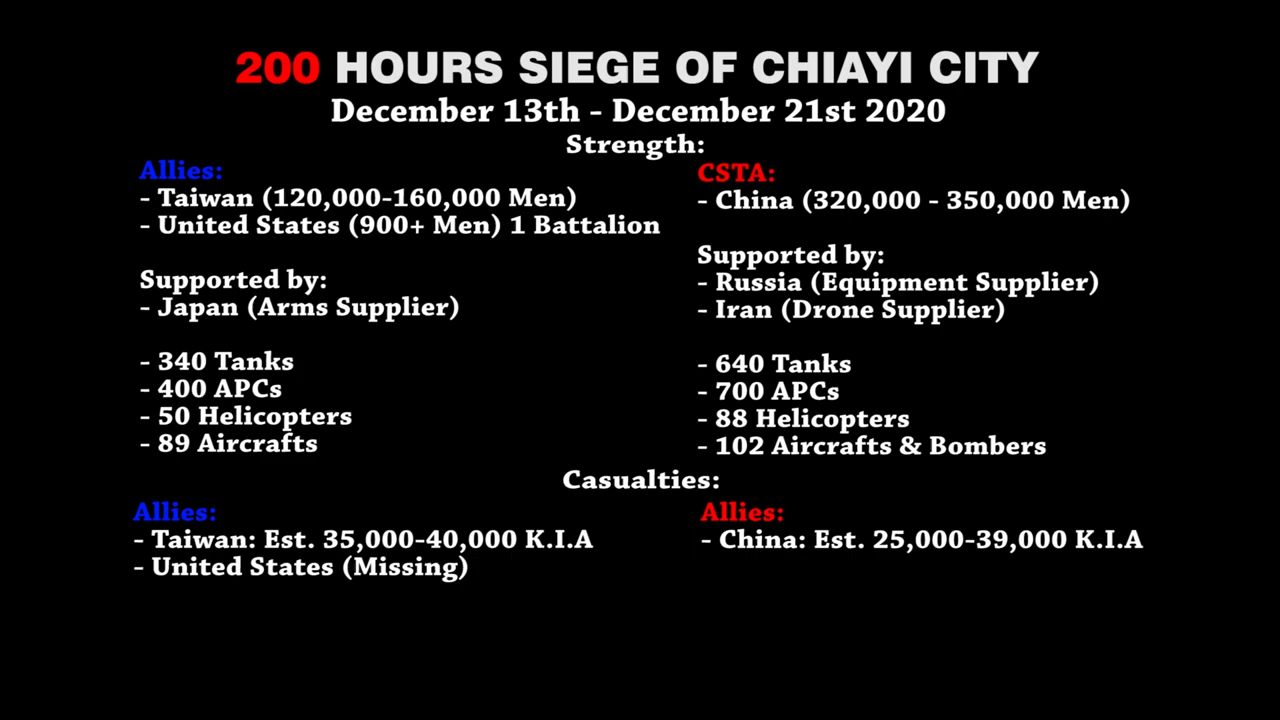 200 HOURS SIEGE OF CHIAYI CITY
December 13th - December 21st 2020
Strength:
Allies:
- Taiwan (120,000-160,000 Men)
- United States (900+ Men) 1 Battalion
Supported by:
- Japan (Arms Supplier)
- 340 Tanks
- 400 APCs
- 50 Helicopters
- 89 Aircrafts
CSTA:
- China (320,000 - 350,000 Men)
Supported by:
- Russia (Equipment Supplier)
- Iran (Drone Supplier)
- 640 Tanks
- 700 APCs
- 88 Helicopters
- 102 Aircrafts & Bombers
Casualties:
Allies:
- Taiwan: Est. 35,000-40,000 K.I.A
- United States (Missing)
Allies:
- China: Est. 25,000-39,000 K.I.A